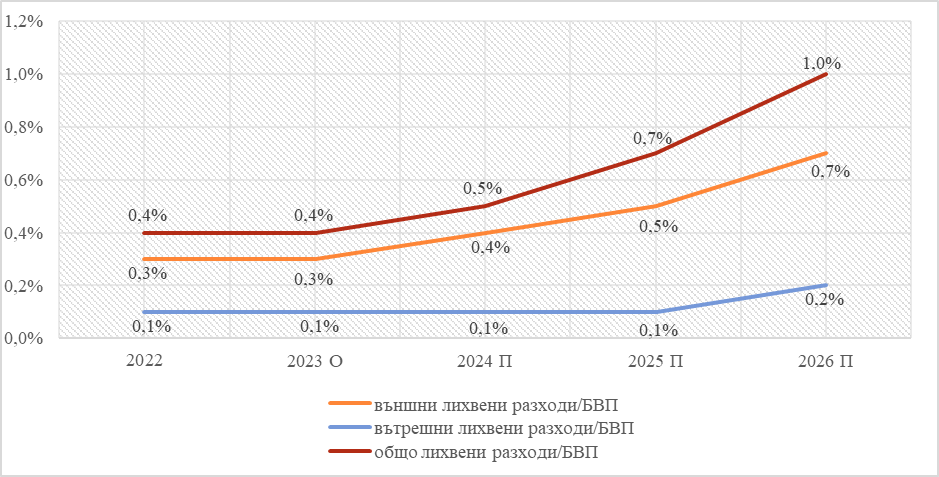 1,2%
1,0%
0,8%
0,6%
0,4%
0,2%
0,0%
0,4% 0,4% 0,5% 0,7% 1,0%
0,3% 0,3% 0,4% 0,5% 0,7%
0,1% 0,1% 0,1% 0,1% 0,2%
2022 2023 О 2024 П 2025 П 2026 П
външни лихвени разходи/БВП
вътрешни лихвени разходи/БВП
общо лихвени разходи/БВП